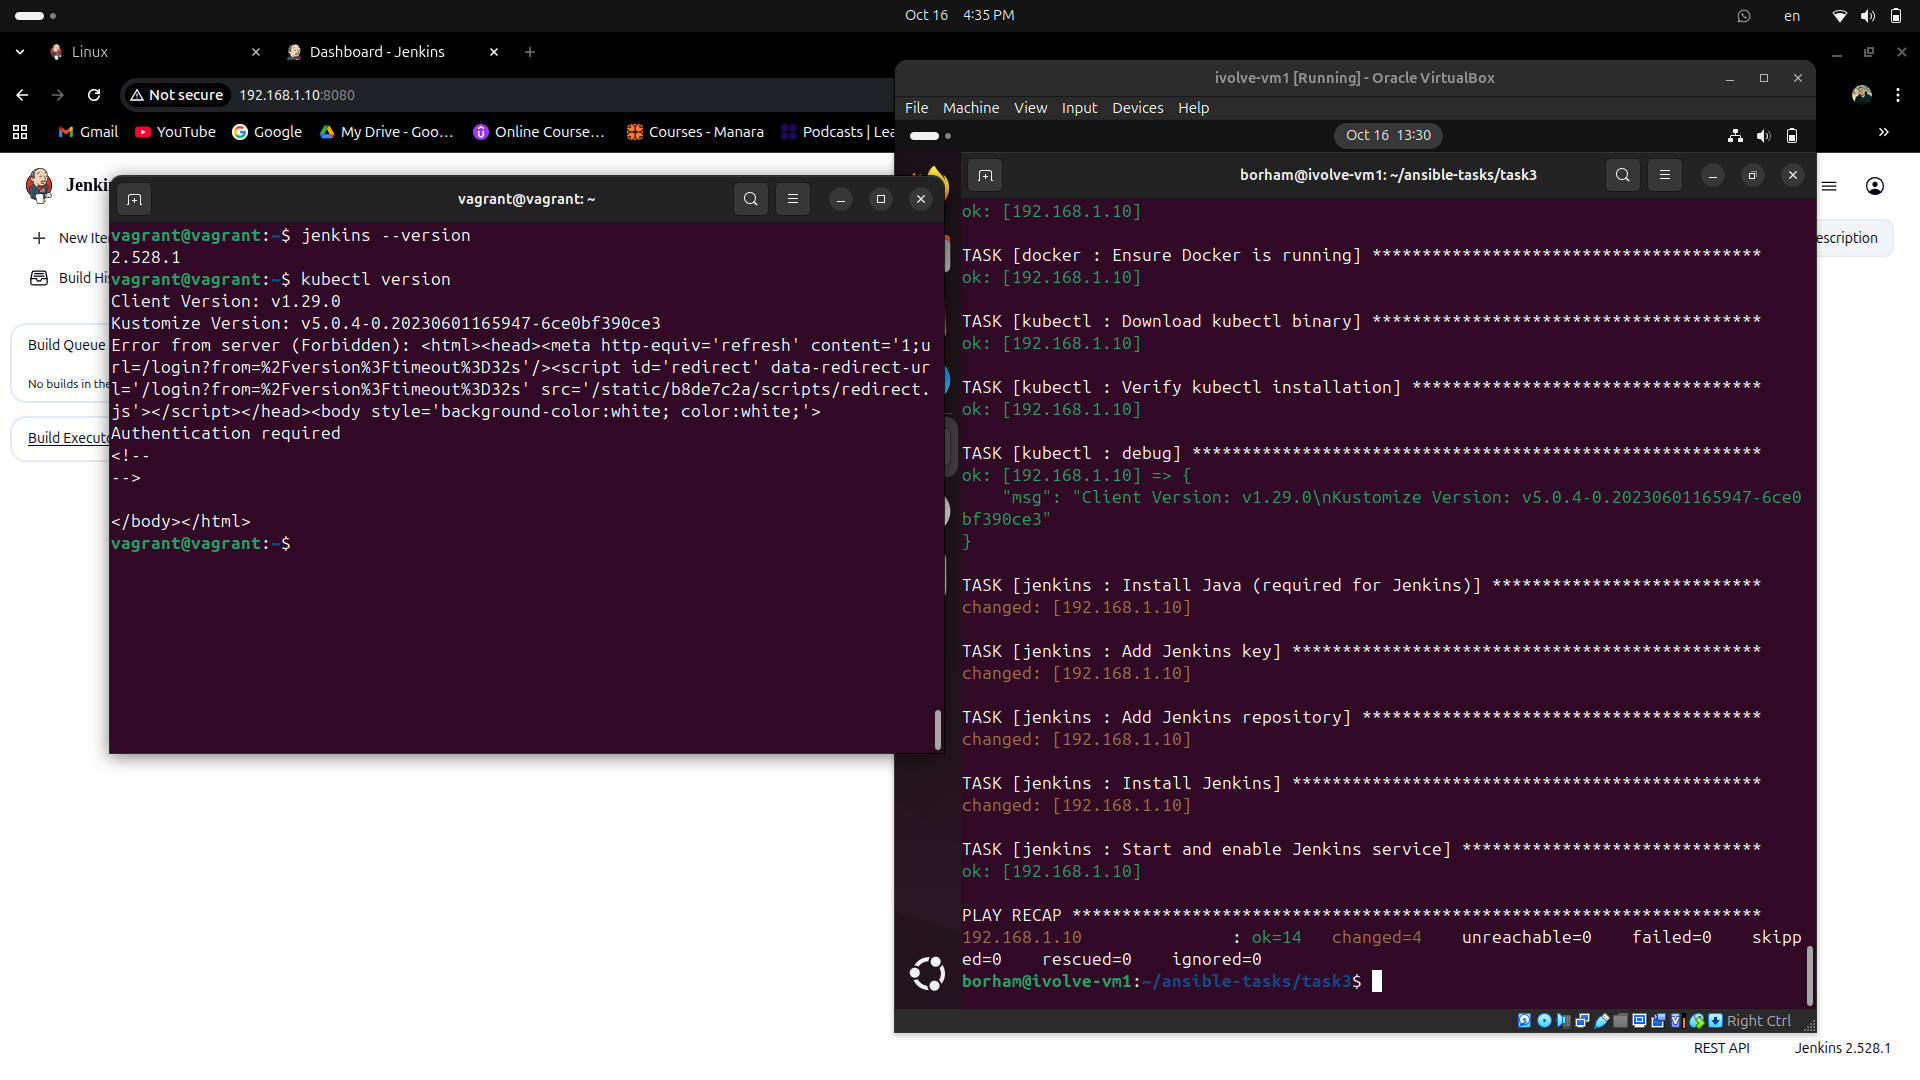 Oct 16 4:35 PM
en
Linux
Dashboard - Jenkins
Not secure 192.168.1.10:8080
Gmail YouTube Google My Drive - Goo... Online Course... Courses - Manara Podcasts | Lea
Jenki
New Ite
Build Hi
Build Queue
No builds in the
Build Executo
escription
REST API Jenkins 2.528.1
vagrant@vagrant: ~
vagrant@vagrant:~$ jenkins --version
2.528.1
vagrant@vagrant:~$ kubectl version
Client Version: v1.29.0
Kustomize Version: v5.0.4-0.20230601165947-6ce0bf390ce3
Error from server (Forbidden): <html><head><meta http-equiv='refresh' content='1;u
rl=/login?from=%2Fversion%3Ftimeout%3D32s'/><script id='redirect' data-redirect-ur
l='/login?from=%2Fversion%3Ftimeout%3D32s' src='/static/b8de7c2a/scripts/redirect.
js'></script></head><body style='background-color:white; color:white;'>
Authentication required
<!--
-->
</body></html>
vagrant@vagrant:~$
ivolve-vm1 [Running] - Oracle VirtualBox
File Machine View Input Devices Help
Oct 16 13:30
borham@ivolve-vm1: ~/ansible-tasks/task3
ok: [192.168.1.10]
TASK [docker : Ensure Docker is running] ***************************************
ok: [192.168.1.10]
TASK [kubectl : Download kubectl binary] ***************************************
ok: [192.168.1.10]
TASK [kubectl : Verify kubectl installation] ***********************************
ok: [192.168.1.10]
TASK [kubectl : debug] *********************************************************
ok: [192.168.1.10] => {
"msg": "Client Version: v1.29.0\nKustomize Version: v5.0.4-0.20230601165947-6ce0
bf390ce3"
}
TASK [jenkins : Install Java (required for Jenkins)] ***************************
changed: [192.168.1.10]
TASK [jenkins : Add Jenkins key] ***********************************************
changed: [192.168.1.10]
TASK [jenkins : Add Jenkins repository] ****************************************
changed: [192.168.1.10]
TASK [jenkins : Install Jenkins] ***********************************************
changed: [192.168.1.10]
TASK [jenkins : Start and enable Jenkins service] ******************************
ok: [192.168.1.10]
PLAY RECAP *********************************************************************
192.168.1.10 : ok=14 changed=4 unreachable=0 failed=0 skipp
ed=0 rescued=0 ignored=0
borham@ivolve-vm1:~/ansible-tasks/task3$
Right Ctrl